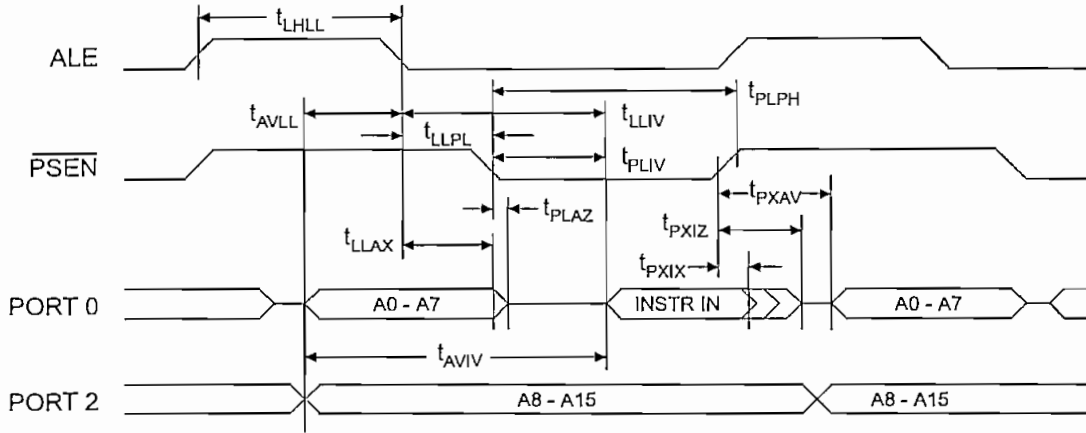 tLHLL
ALE
tPLPH
tAVLL
tLLIV
tLLPL
PSEN
tPLIV
tPXAV
tPLAZ
tPXIZ
tLLAX
tPXIX
PORT 0
A0 - A7
INSTR IN
A0 - A7
tAVIV
PORT 2
A8 - A15
A8 - A15